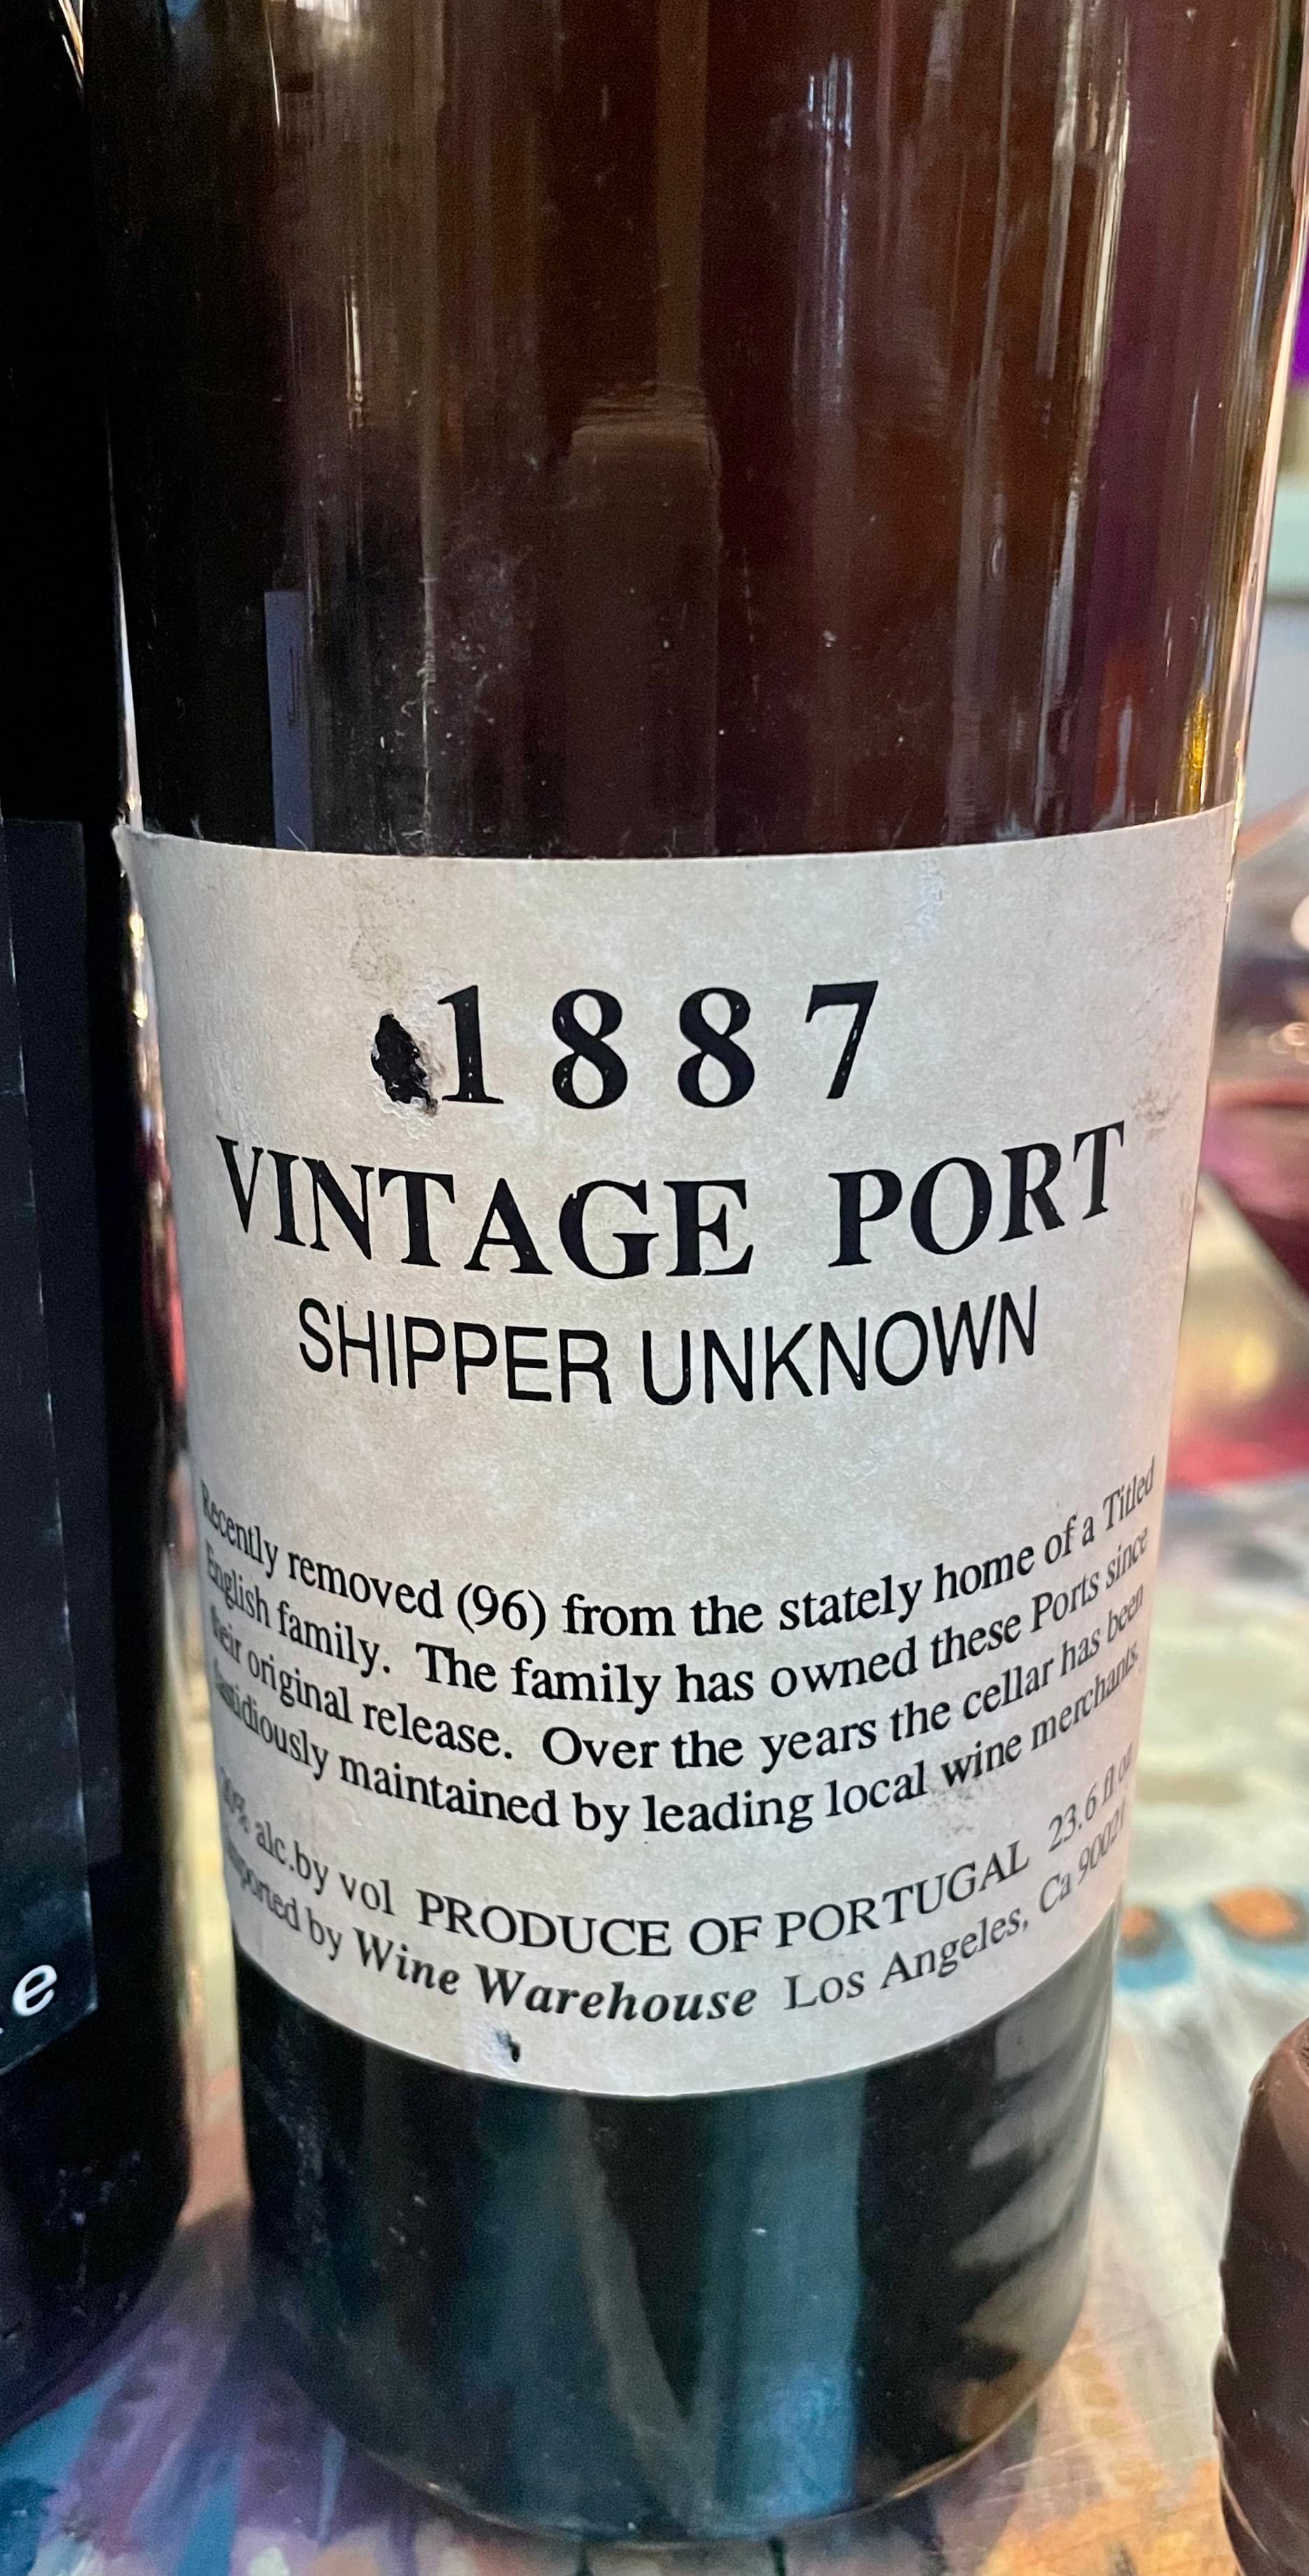 1887
VINTAGE PORT
SHIPPER UNKNOWN
Recently removed (96) from the stately home of a Titled
English family. The family has owned these Ports since
their original release. Over the years the cellar has been
fastidiously maintained by leading local wine merchants.
alc.by vol PRODUCE OF PORTUGAL 23.6 fl oz
Imported by Wine Warehouse Los Angeles, Ca 90021
e